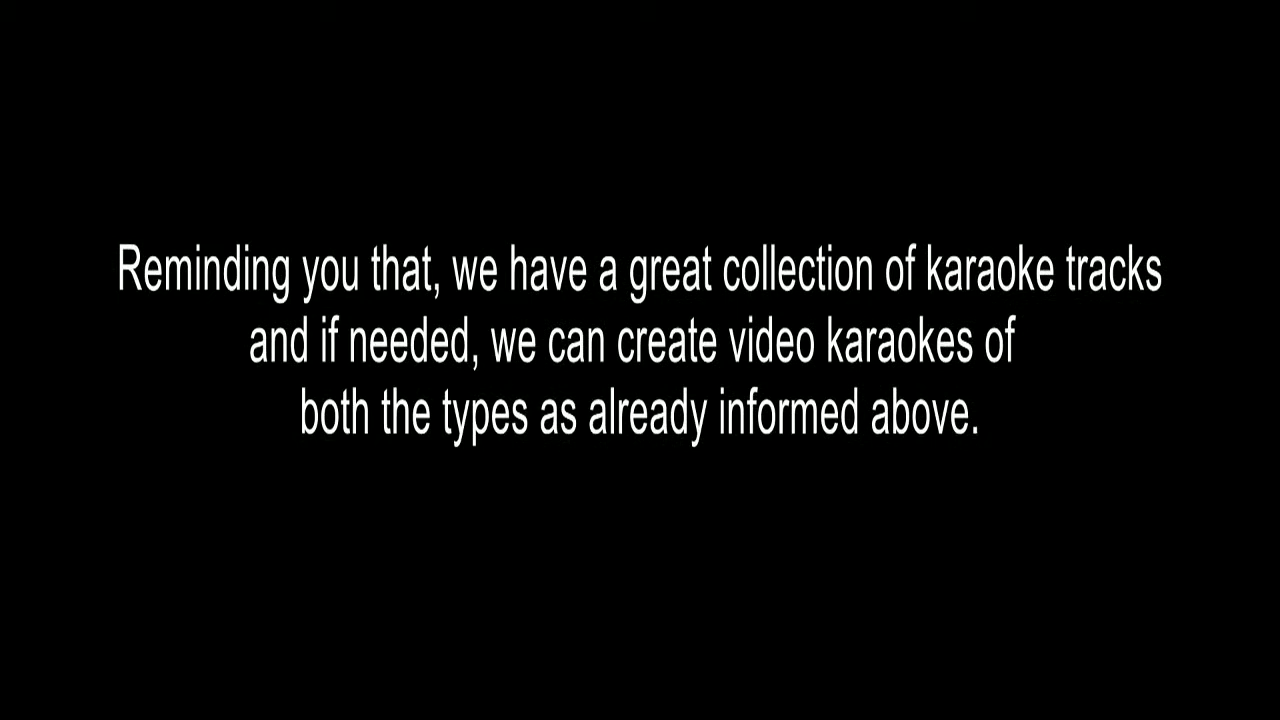 Reminding you that, we have a great collection of karaoke tracks
and if needed, we can create video karaokes of
both the types as already informed above.